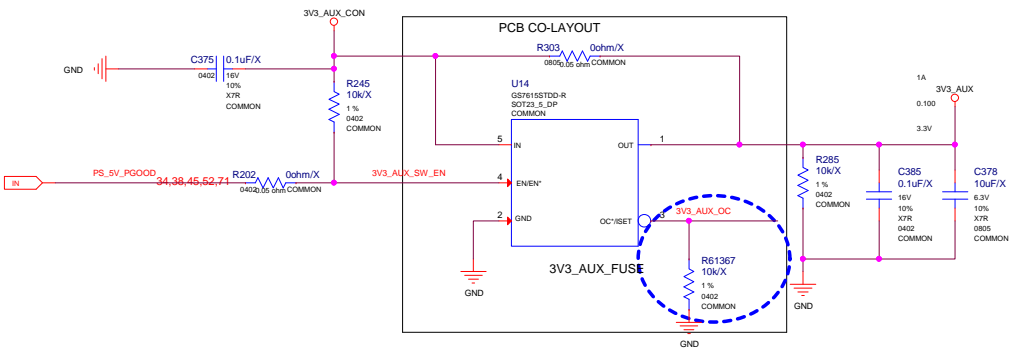 3V3_AUX_CON
PCB CO-LAYOUT
GND
C375
0.1uF/X
0402
16V
10%
X7R
COMMON
R245
10k/X
1 %
0402
COMMON
R303
0ohm/X
0805
0.05 ohm
COMMON
U14
GS7615STDD-R
SOT23_5_DP
COMMON
5
IN
OUT
1
4
EN/EN*
2
GND
OC*/ISET
3
3V3_AUX_FUSE
IN
PS_5V_PGOOD
34,38,45,52,71
R202
0ohm/X
0402
0.05 ohm
COMMON
3V3_AUX_SW_EN
GND
3V3_AUX_OC
R61367
10k/X
1 %
0402
COMMON
GND
1A
0.100
3.3V
3V3_AUX
R285
10k/X
1 %
0402
COMMON
C385
0.1uF/X
16V
10%
X7R
0402
COMMON
C378
10uF/X
6.3V
10%
X7R
0805
COMMON
GND